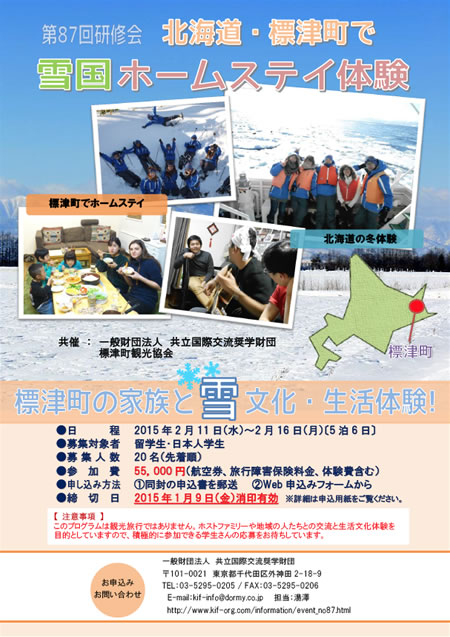 第87回研修会 北海道・標津町で
雪国ホームステイ体験
標津町でホームステイ
北海道の冬体験
標津町
共催 ： 一般財団法人 共立国際交流奨学財団
標津町観光協会
標津町の家族と雪文化・生活体験!
●日 程 2015年2月11日(水)～2月16日(月)〔5泊6日〕
●募集対象者 留学生・日本人学生
●募集人数 20名(先着順)
●参加費 55,000円(航空券、旅行障害保険料金、体験費含む)
●申し込み方法 ①同封の申込書を郵送 ②Web申込みフォームから
●締切日 2015年1月9日(金)消印有効 ※詳細は申込用紙をご覧ください。
【 注意事項 】
このプログラムは観光旅行ではありません。ホストファミリーや地域の人たちとの交流と生活文化体験を
目的としていますので、積極的に参加できる学生さんの応募をお待ちしています。
お申込み
お問い合わせ
一般財団法人 共立国際交流奨学財団
〒101-0021 東京都千代田区外神田2-18-9
TEL:03-5295-0205 / FAX:03-5295-0206
E-mail:kif-info@dormy.co.jp 担当:湯澤
http://www.kif-org.com/information/event_no87.html